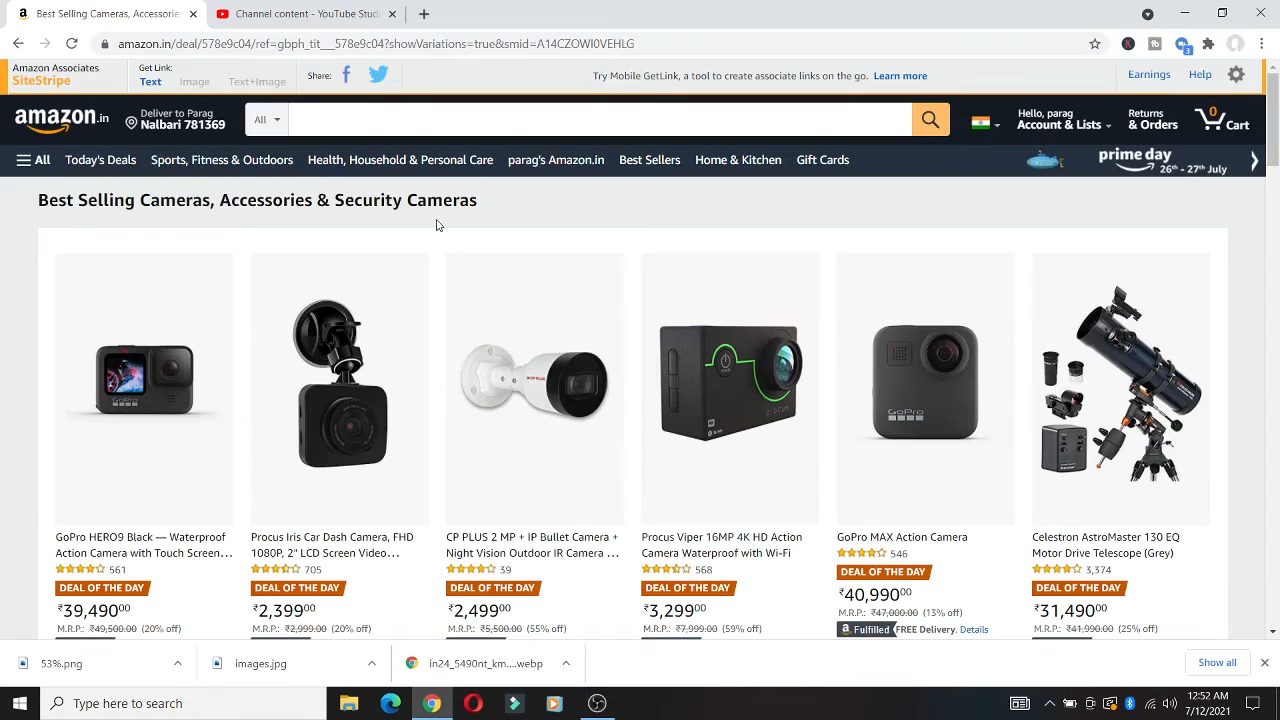 Best Selling Cameras, Accessories
Channel content - YouTube Stud
amazon.in/deal/578e9c04/ref=gbph_tit___578e9c04?showVariations=true&smid=A14CZOWI0VEHLG
Amazon Associates
SiteStripe
Get Link:
Text Image Text+Image
Share:
Try Mobile GetLink, a tool to create associate links on the go. Learn more
Earnings Help
amazon.in
Deliver to Parag
Nalbari 781369
All
Hello, parag
Account & Lists
Returns
& Orders
0
Cart
All Today's Deals Sports, Fitness & Outdoors Health, Household & Personal Care parag's Amazon.in Best Sellers Home & Kitchen Gift Cards
prime day
26th - 27th July
Best Selling Cameras, Accessories & Security Cameras
GoPro HERO9 Black — Waterproof
Action Camera with Touch Screen...
561
DEAL OF THE DAY
₹39,490.00
M.R.P.: ₹49,500.00 (20% off)
Procus Iris Car Dash Camera, FHD
1080P, 2" LCD Screen Video...
705
DEAL OF THE DAY
₹2,399.00
M.R.P.: ₹2,999.00 (20% off)
CP PLUS
CP PLUS 2 MP + IP Bullet Camera +
Night Vision Outdoor IR Camera ...
39
DEAL OF THE DAY
₹2,499.00
M.R.P.: ₹5,500.00 (55% off)
PROCUS
Procus Viper 16MP 4K HD Action
Camera Waterproof with Wi-Fi
568
DEAL OF THE DAY
₹3,299.00
M.R.P.: ₹7,999.00 (59% off)
GoPro
GoPro MAX Action Camera
546
DEAL OF THE DAY
₹40,990.00
M.R.P.: ₹47,000.00 (13% off)
Fulfilled FREE Delivery. Details
Celestron AstroMaster 130 EQ
Motor Drive Telescope (Grey)
3,374
DEAL OF THE DAY
₹31,490.00
M.R.P.: ₹41,990.00 (25% off)
53%.png
images.jpg
in24_5490nt_km....webp
Show all
Type here to search
12:52 AM
7/12/2021